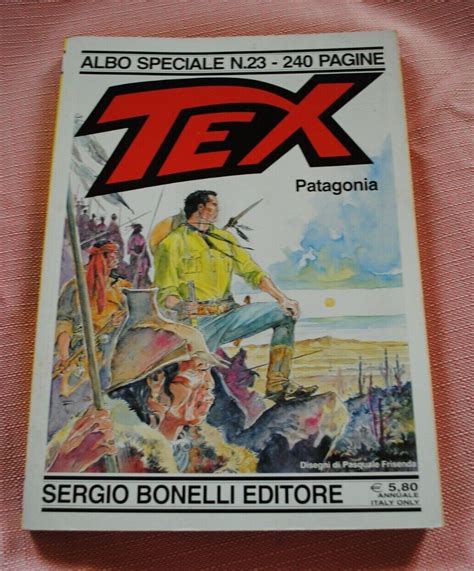 ALBO SPECIALE N.23 - 240 PAGINE
TEX
Patagonia
Disegni di Pasquale Frisenda
SERGIO BONELLI EDITORE
€ 5,80
ANNUALE
ITALY ONLY